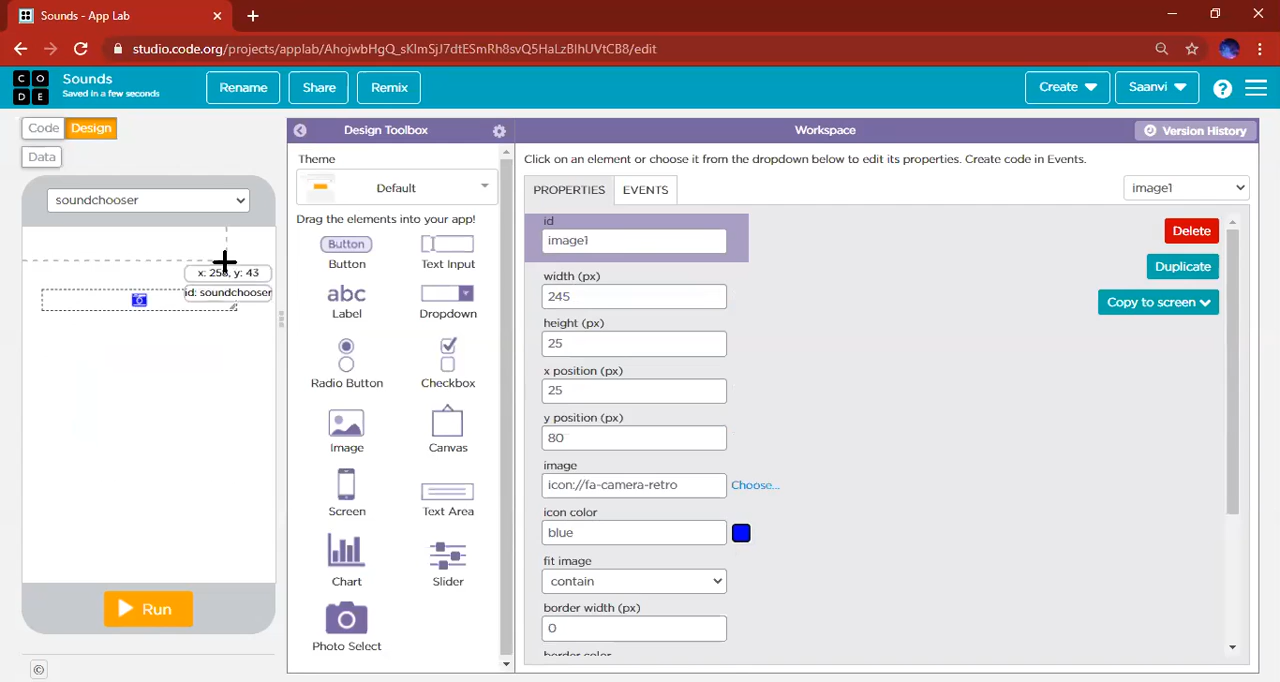 Sounds - App Lab
studio.code.org/projects/applab/AhojwbHgQ_sKlmSjJ7dtESmRh8svQ5HaLzBlhUVtCB8/edit
C O D E
Sounds
Saved in a few seconds
Rename
Share
Remix
Create
Saanvi
?
Code
Design
Data
soundchooser
x: 258, y: 43
id: soundchooser
Run
©
Design Toolbox
Theme
Default
Drag the elements into your app!
Button
Button
Text Input
abc
Label
Dropdown
Radio Button
Checkbox
Image
Canvas
Screen
Text Area
Chart
Slider
Photo Select
Workspace
Version History
Click on an element or choose it from the dropdown below to edit its properties. Create code in Events.
PROPERTIES
EVENTS
image1
id
image1
width (px)
245
height (px)
25
x position (px)
25
y position (px)
80
image
icon://fa-camera-retro
Choose...
icon color
blue
fit image
contain
border width (px)
0
border color
Delete
Duplicate
Copy to screen